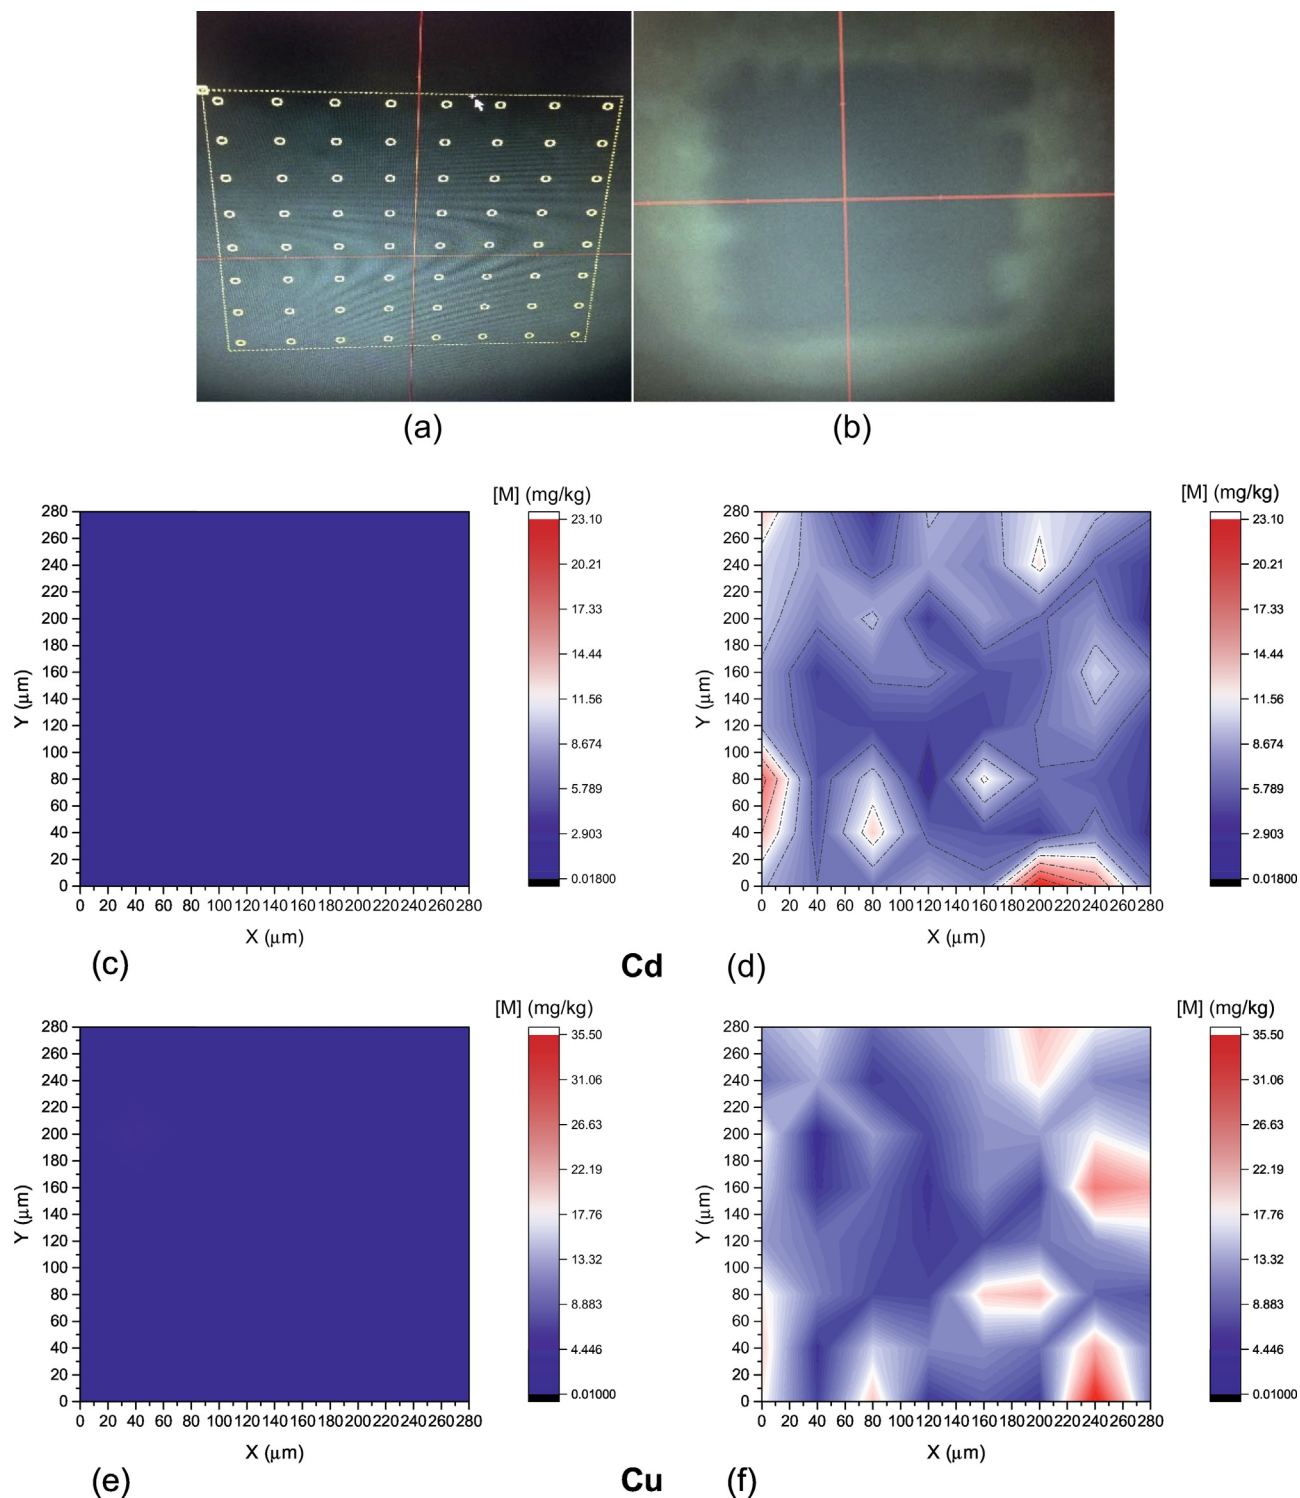 (a) (b)
[M] (mg/kg) [M] (mg/kg)
280 23.10 280 23.10
260 260
240 20.21 240 20.21
220 220
200 17.33 200 17.33
180 180
160 14.44 160 14.44
140 11.56 140 11.56
120 120
100 8.674 100 8.674
80 80
60 5.789 60 5.789
40 2.903 40 2.903
20 20
0 0.01800 0 0.01800
Y (μm) Y (μm)
0 20 40 60 80 100 120 140 160 180 200 220 240 260 280 0 20 40 60 80 100 120 140 160 180 200 220 240 260 280
X (μm) X (μm)
(c) Cd (d)
[M] (mg/kg) [M] (mg/kg)
280 35.50 280 35.50
260 260
240 31.06 240 31.06
220 220
200 26.63 200 26.63
180 180
160 22.19 160 22.19
140 17.76 140 17.76
120 120
100 13.32 100 13.32
80 80
60 8.883 60 8.883
40 4.446 40 4.446
20 20
0 0.01000 0 0.01000
Y (μm) Y (μm)
0 20 40 60 80 100 120 140 160 180 200 220 240 260 280 0 20 40 60 80 100 120 140 160 180 200 220 240 260 280
X (μm) X (μm)
(e) Cu (f)